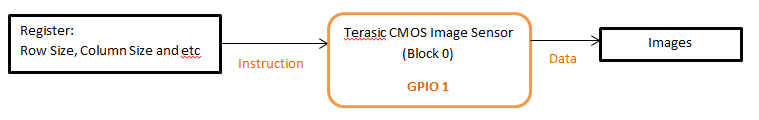 Register:
Row Size, Column Size and etc
Instruction
Terasic CMOS Image Sensor
(Block 0)
GPIO 1
Data
Images